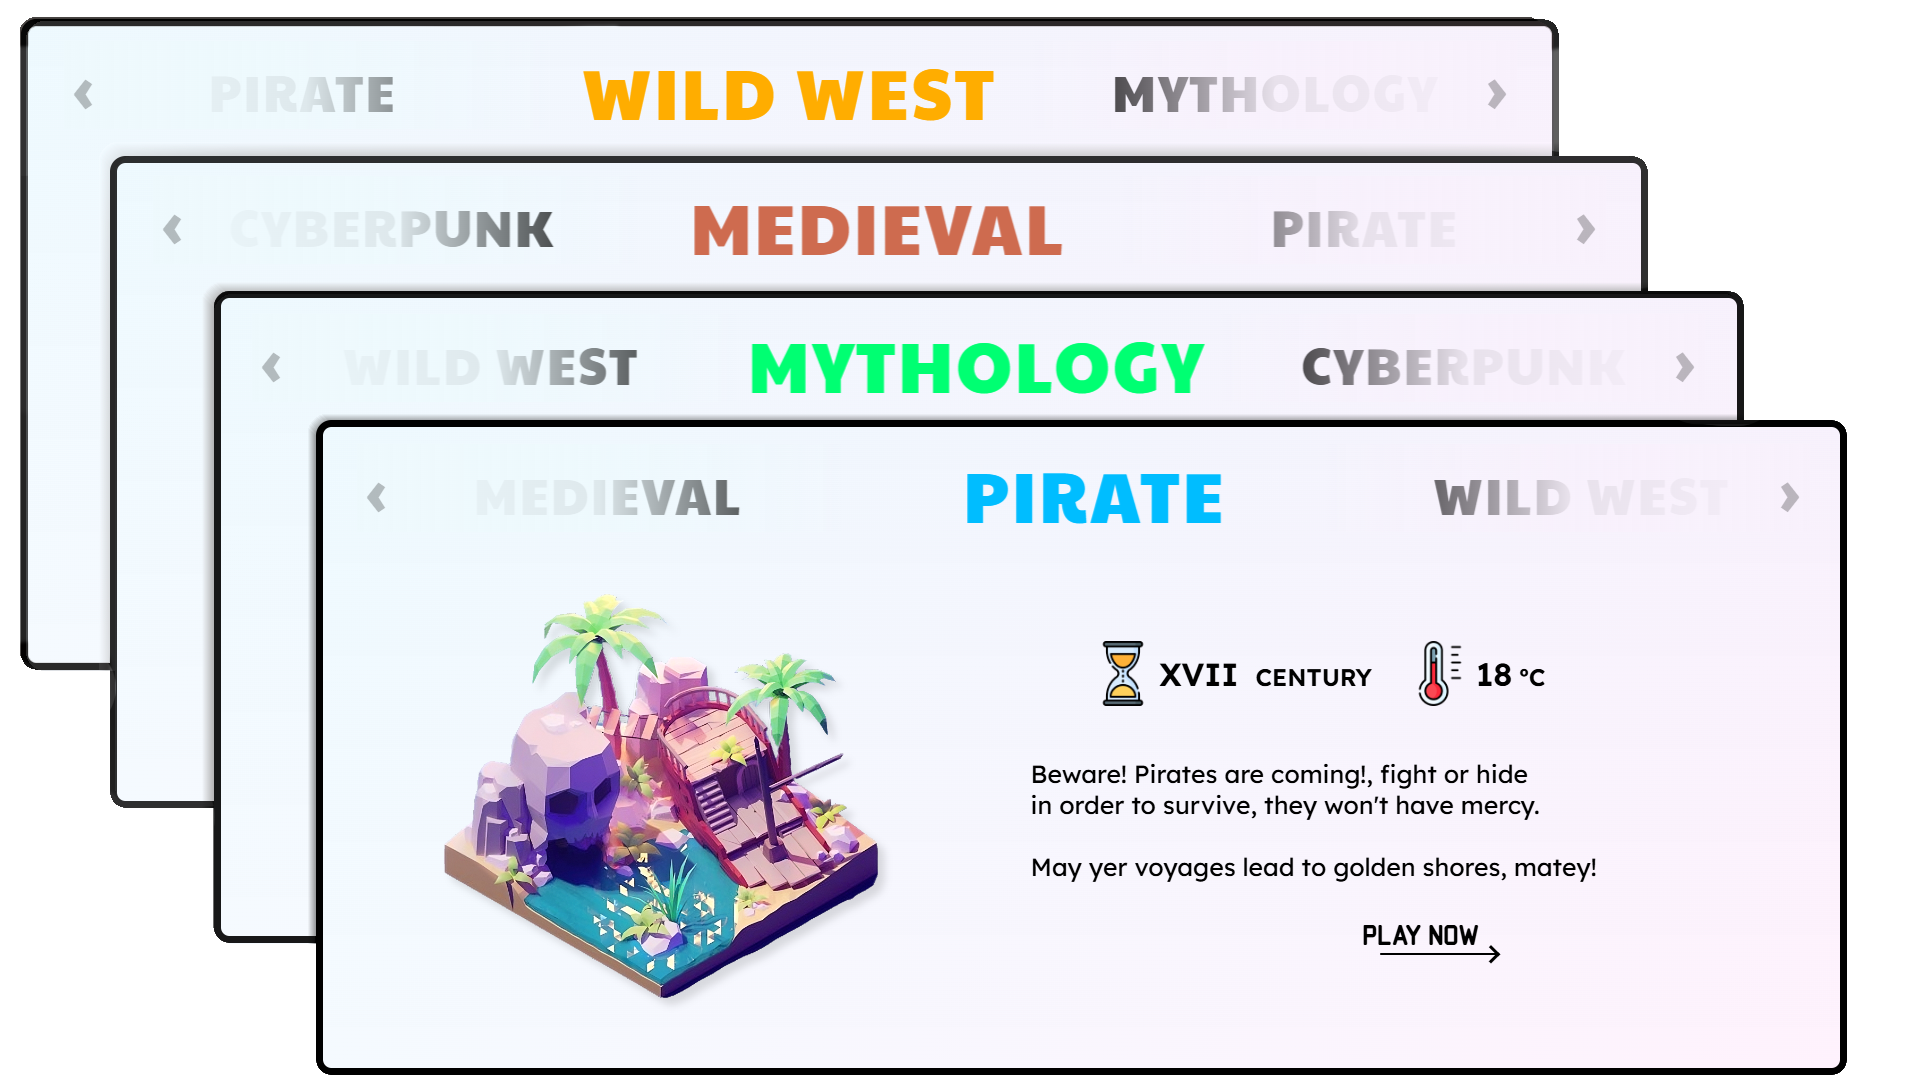 ‹ PIRATE WILD WEST MYTHOLOGY ›
‹ CYBERPUNK MEDIEVAL PIRATE ›
‹ WILD WEST MYTHOLOGY CYBERPUNK ›
‹ MEDIEVAL PIRATE WILD WEST ›
XVII CENTURY 18 °C
Beware! Pirates are coming!, fight or hide
in order to survive, they won't have mercy.
May yer voyages lead to golden shores, matey!
PLAY NOW